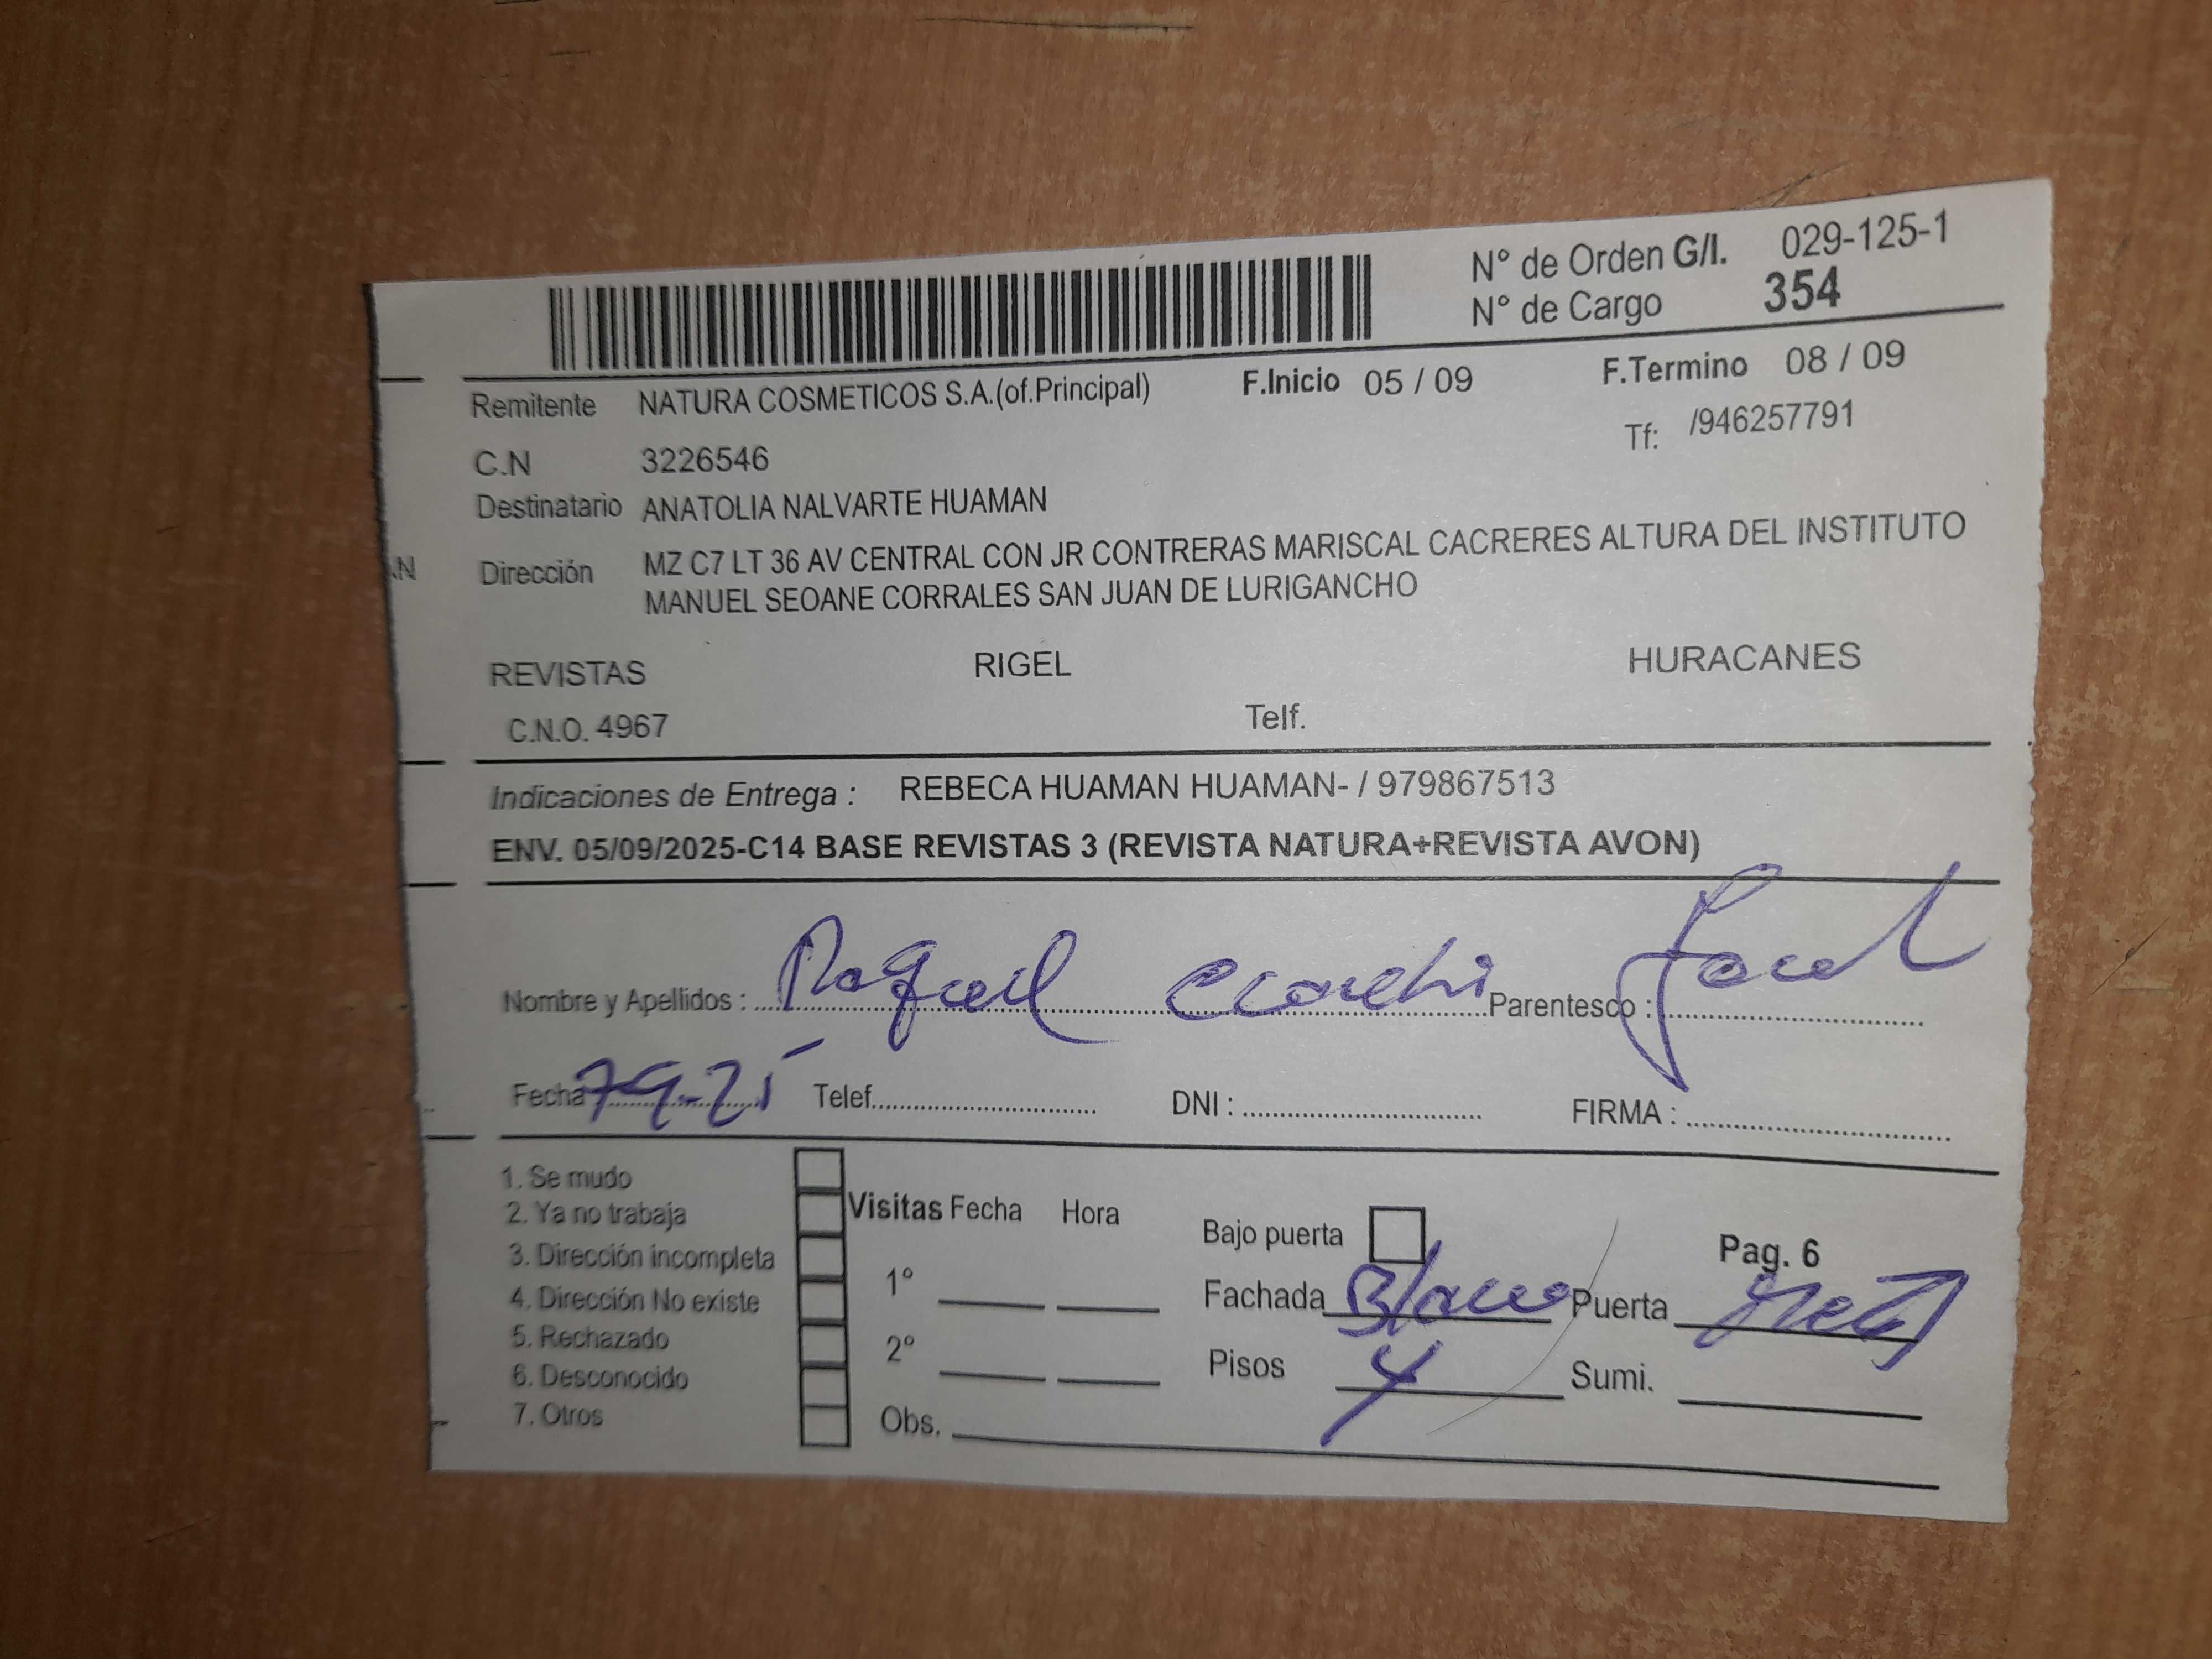 N° de Orden G/I. 029-125-1
N° de Cargo 354
Remitente NATURA COSMETICOS S.A.(of.Principal) F.Inicio 05 / 09 F.Termino 08 / 09
C.N 3226546 Tf: /946257791
Destinatario ANATOLIA NALVARTE HUAMAN
.N Dirección MZ C7 LT 36 AV CENTRAL CON JR CONTRERAS MARISCAL CACRERES ALTURA DEL INSTITUTO
MANUEL SEOANE CORRALES SAN JUAN DE LURIGANCHO
REVISTAS RIGEL HURACANES
C.N.O. 4967 Telf.
Indicaciones de Entrega : REBECA HUAMAN HUAMAN- / 979867513
ENV. 05/09/2025-C14 BASE REVISTAS 3 (REVISTA NATURA+REVISTA AVON)
Nombre y Apellidos : Raquel Parentesco :
Fecha 7-9-25 Telef. DNI : FIRMA :
1. Se mudo
2. Ya no trabaja Visitas Fecha Hora Bajo puerta
3. Dirección incompleta Pag. 6
4. Dirección No existe 1° Fachada Blanco Puerta
5. Rechazado 2° Pisos 4 Sumi.
6. Desconocido
7. Otros Obs.